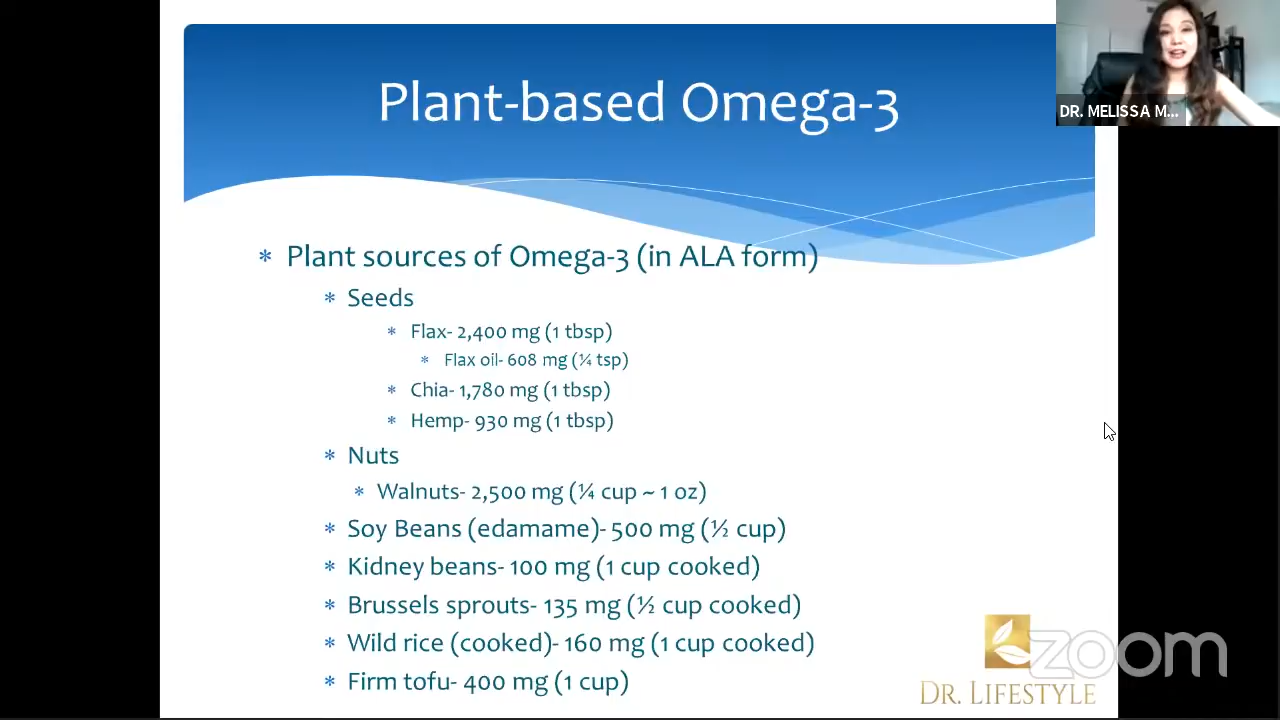 Plant-based Omega-3
DR. MELISSA M...
* Plant sources of Omega-3 (in ALA form)
* Seeds
* Flax- 2,400 mg (1 tbsp)
* Flax oil- 608 mg (¼ tsp)
* Chia- 1,780 mg (1 tbsp)
* Hemp- 930 mg (1 tbsp)
* Nuts
* Walnuts- 2,500 mg (¼ cup ~ 1 oz)
* Soy Beans (edamame)- 500 mg (½ cup)
* Kidney beans- 100 mg (1 cup cooked)
* Brussels sprouts- 135 mg (½ cup cooked)
* Wild rice (cooked)- 160 mg (1 cup cooked)
* Firm tofu- 400 mg (1 cup)
zoom
DR. LIFESTYLE